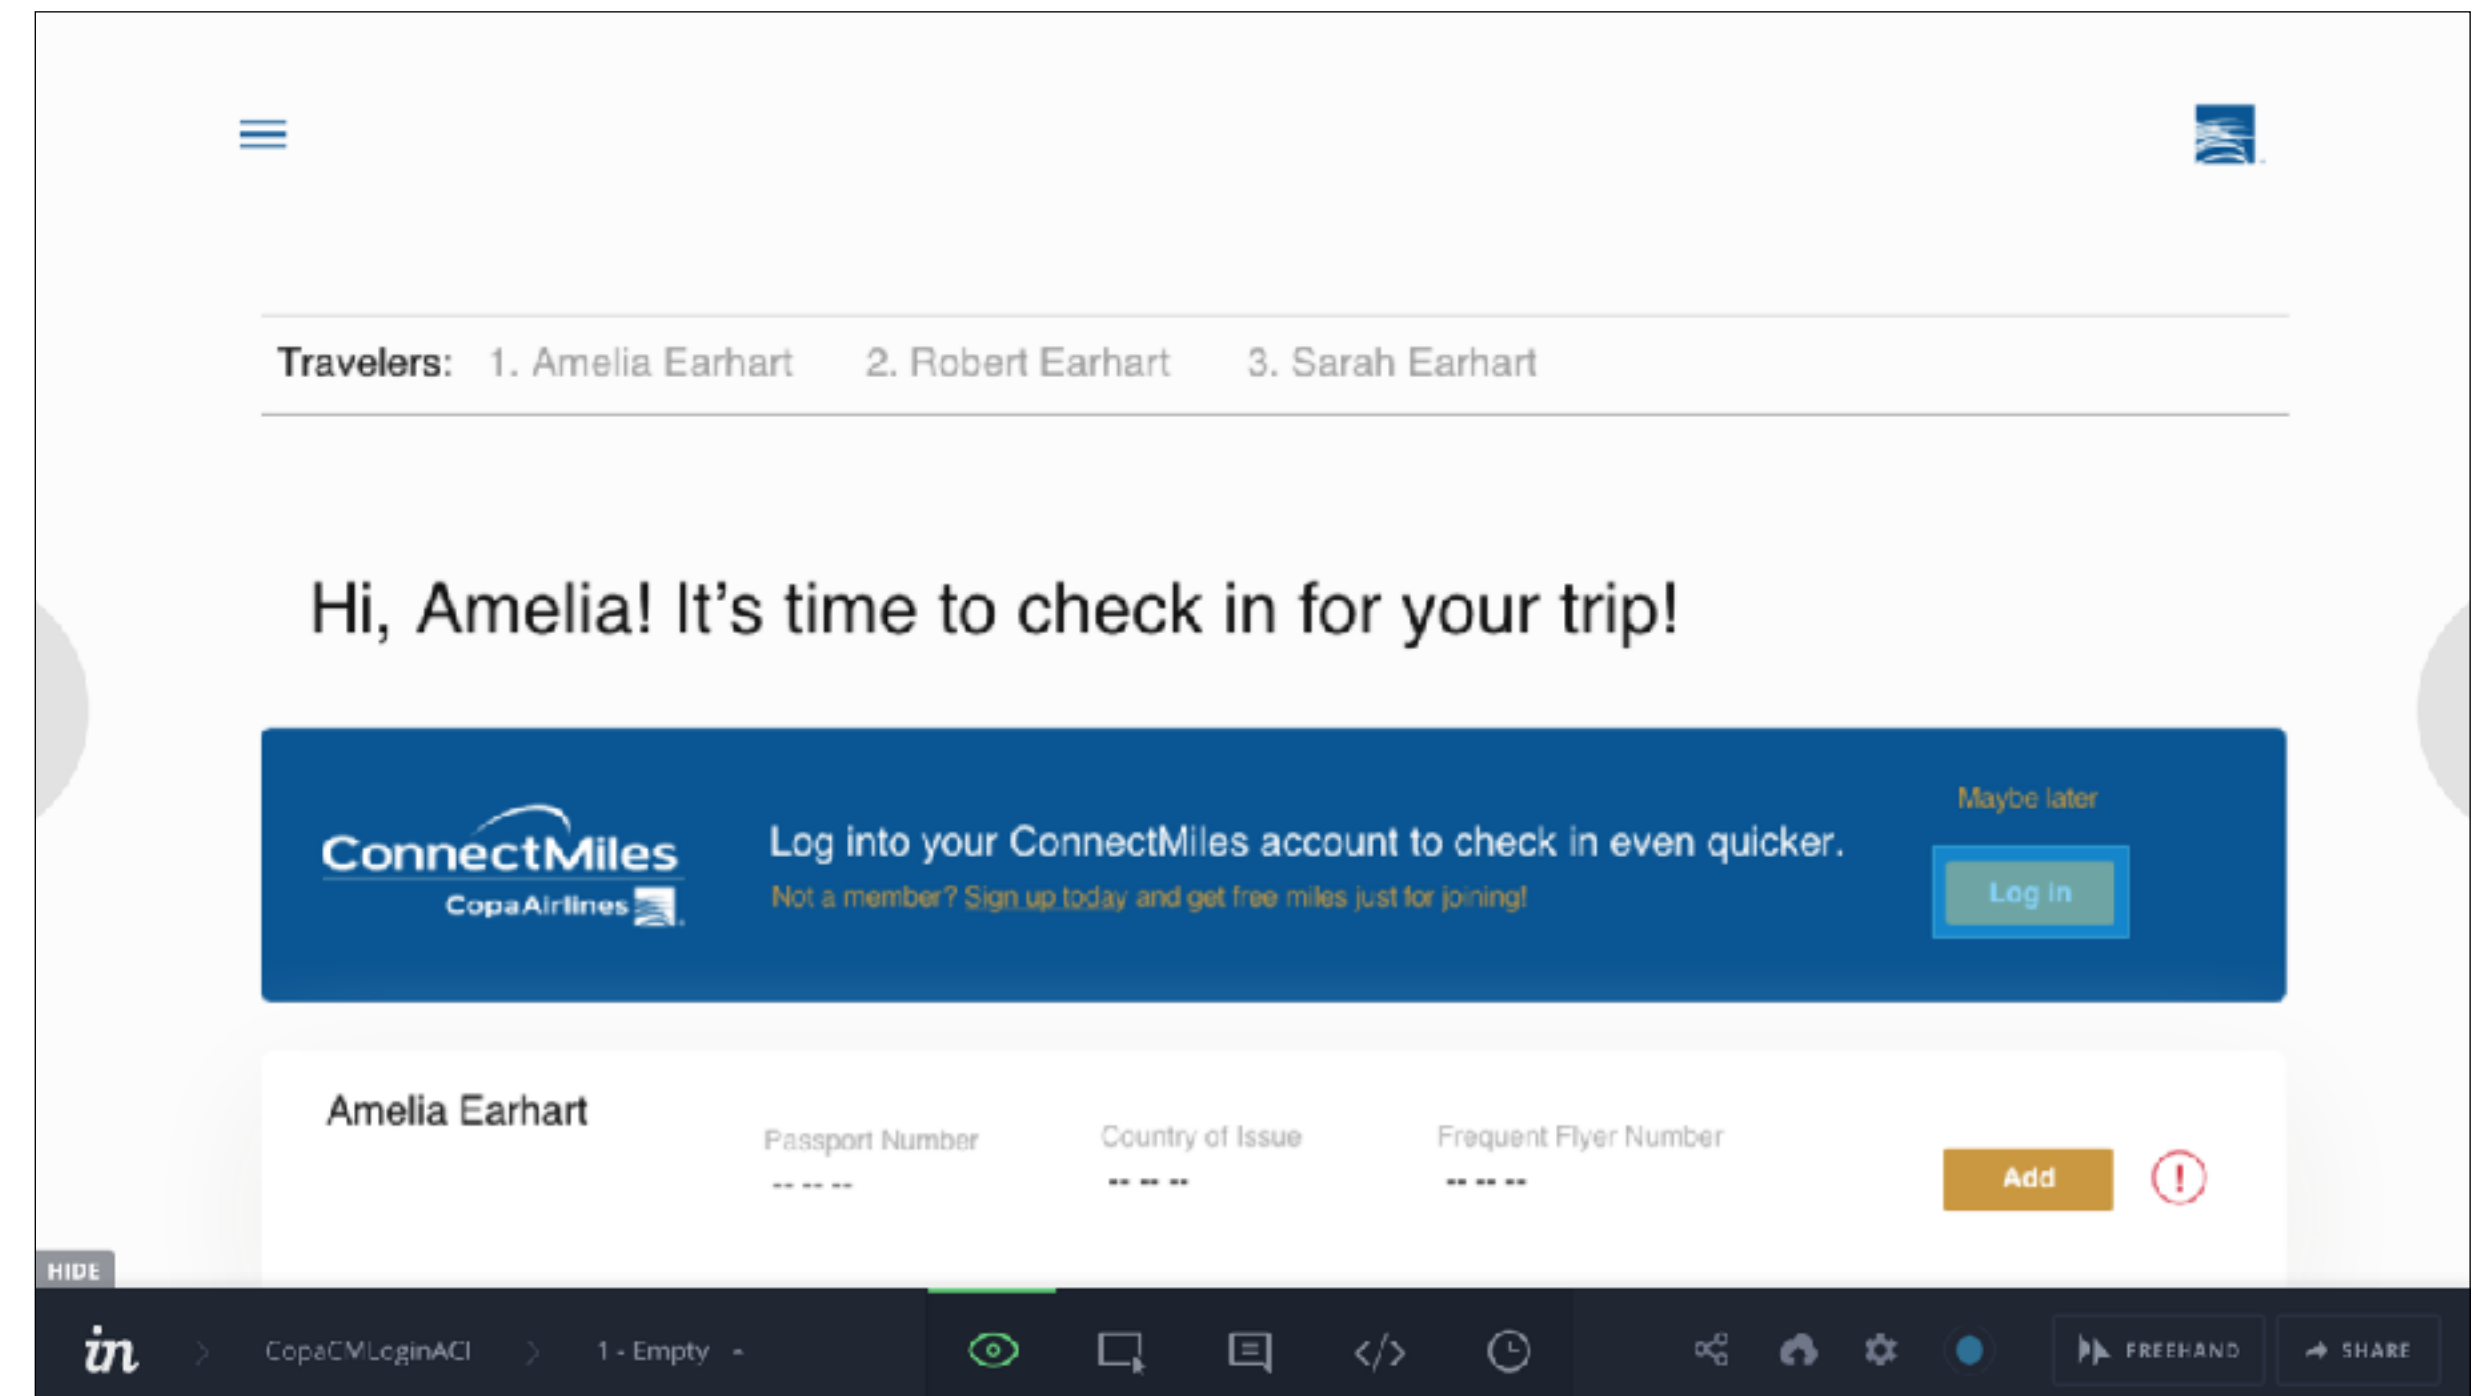 Travelers: 1. Amelia Earhart 2. Robert Earhart 3. Sarah Earhart
Hi, Amelia! It's time to check in for your trip!
Maybe later
ConnectMiles
CopaAirlines
Log into your ConnectMiles account to check in even quicker.
Not a member? Sign up today and get free miles just for joining!
Log in
Amelia Earhart
Passport Number Country of Issue Frequent Flyer Number
-- -- -- -- -- -- -- -- --
Add
!
HIDE
in > CopaCMLoginACI > 1 - Empty </> FREEHAND SHARE